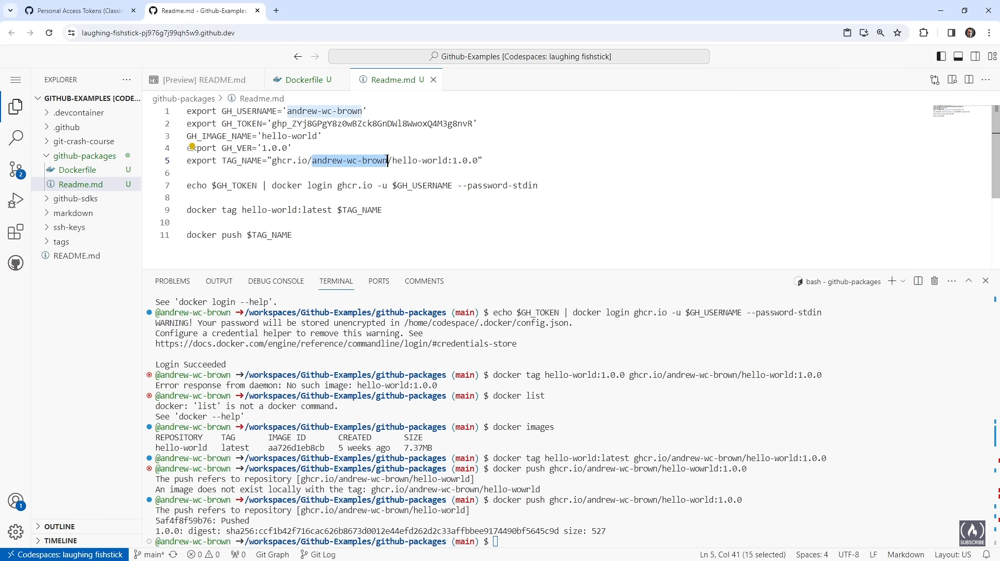 Personal Access Tokens (Classic
Readme.md - Github-Examples
laughing-fishstick-pj976g7j99qh5w9.github.dev
Github-Examples [Codespaces: laughing fishstick]
EXPLORER
[Preview] README.md
Dockerfile U
Readme.md U
GITHUB-EXAMPLES [CODE...
.devcontainer
.github
git-crash-course
github-packages
Dockerfile U
Readme.md U
github-sdks
markdown
ssh-keys
tags
README.md
OUTLINE
TIMELINE
2
1
github-packages > Readme.md
1 export GH_USERNAME='andrew-wc-brown'
2 export GH_TOKEN='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'
3 GH_IMAGE_NAME='hello-world'
4 export GH_VER='1.0.0'
5 export TAG_NAME="ghcr.io/andrew-wc-brown/hello-world:1.0.0"
6
7 echo $GH_TOKEN | docker login ghcr.io -u $GH_USERNAME --password-stdin
8
9 docker tag hello-world:latest $TAG_NAME
10
11 docker push $TAG_NAME
PROBLEMS OUTPUT DEBUG CONSOLE TERMINAL PORTS COMMENTS
bash - github-packages
See 'docker login --help'.
@andrew-wc-brown ➜/workspaces/Github-Examples/github-packages (main) $ echo $GH_TOKEN | docker login ghcr.io -u $GH_USERNAME --password-stdin
WARNING! Your password will be stored unencrypted in /home/codespace/.docker/config.json.
Configure a credential helper to remove this warning. See
https://docs.docker.com/engine/reference/commandline/login/#credentials-store
Login Succeeded
@andrew-wc-brown ➜/workspaces/Github-Examples/github-packages (main) $ docker tag hello-world:1.0.0 ghcr.io/andrew-wc-brown/hello-world:1.0.0
Error response from daemon: No such image: hello-world:1.0.0
@andrew-wc-brown ➜/workspaces/Github-Examples/github-packages (main) $ docker list
docker: 'list' is not a docker command.
See 'docker --help'
@andrew-wc-brown ➜/workspaces/Github-Examples/github-packages (main) $ docker images
REPOSITORY TAG IMAGE ID CREATED SIZE
hello-world latest aa726d1eb8cb 5 weeks ago 7.37MB
@andrew-wc-brown ➜/workspaces/Github-Examples/github-packages (main) $ docker tag hello-world:latest ghcr.io/andrew-wc-brown/hello-world:1.0.0
@andrew-wc-brown ➜/workspaces/Github-Examples/github-packages (main) $ docker push ghcr.io/andrew-wc-brown/hello-wowrld:1.0.0
The push refers to repository [ghcr.io/andrew-wc-brown/hello-wowrld]
An image does not exist locally with the tag: ghcr.io/andrew-wc-brown/hello-wowrld
@andrew-wc-brown ➜/workspaces/Github-Examples/github-packages (main) $ docker push ghcr.io/andrew-wc-brown/hello-world:1.0.0
The push refers to repository [ghcr.io/andrew-wc-brown/hello-world]
5af4f8f59b76: Pushed
1.0.0: digest: sha256:ccf1b42f716cac626b8673d0012e44efd262d2c33affbbee9174490bf5645c9d size: 527
@andrew-wc-brown ➜/workspaces/Github-Examples/github-packages (main) $
SUBSCRIBE
Codespaces: laughing fishstick main* 0 0 0 Git Graph Git Log Ln 5, Col 41 (15 selected) Spaces: 4 UTF-8 LF Markdown Layout: US